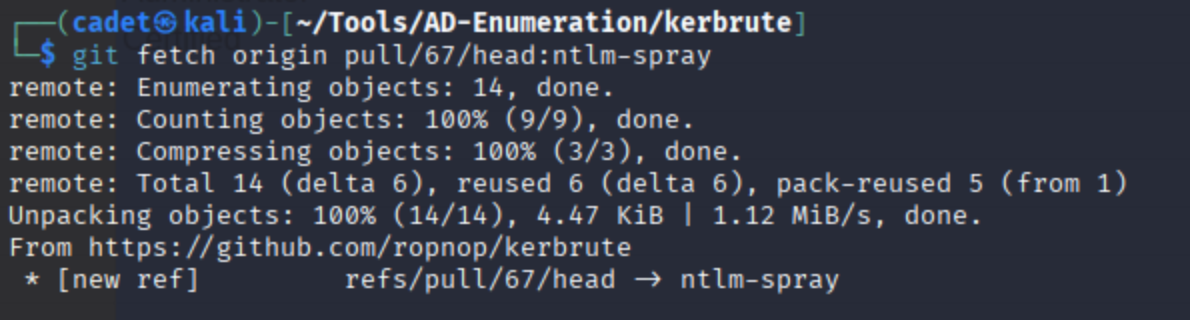 ┌──(cadet㉿kali)-[~/Tools/AD-Enumeration/kerbrute]
└─$ git fetch origin pull/67/head:ntlm-spray
remote: Enumerating objects: 14, done.
remote: Counting objects: 100% (9/9), done.
remote: Compressing objects: 100% (3/3), done.
remote: Total 14 (delta 6), reused 6 (delta 6), pack-reused 5 (from 1)
Unpacking objects: 100% (14/14), 4.47 KiB | 1.12 MiB/s, done.
From https://github.com/ropnop/kerbrute
 * [new ref]         refs/pull/67/head → ntlm-spray